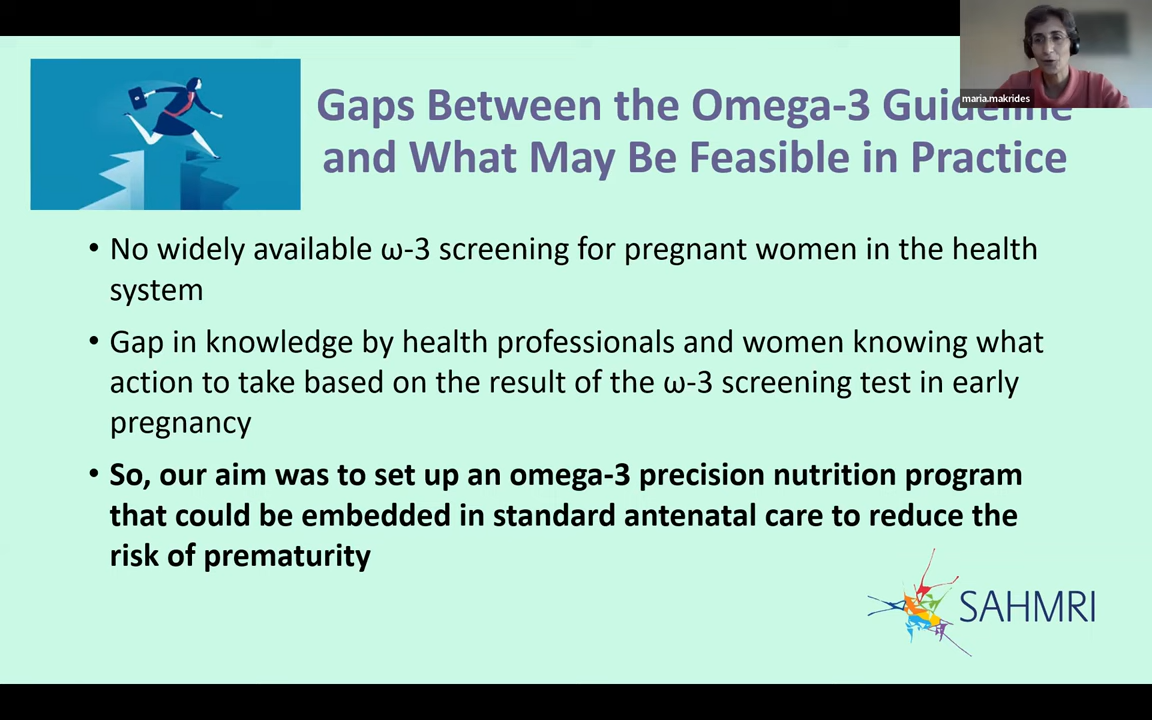 maria.makrides
Gaps Between the Omega-3 Guideline
and What May Be Feasible in Practice
• No widely available ω-3 screening for pregnant women in the health
system
• Gap in knowledge by health professionals and women knowing what
action to take based on the result of the ω-3 screening test in early
pregnancy
• So, our aim was to set up an omega-3 precision nutrition program
that could be embedded in standard antenatal care to reduce the
risk of prematurity
SAHMRI